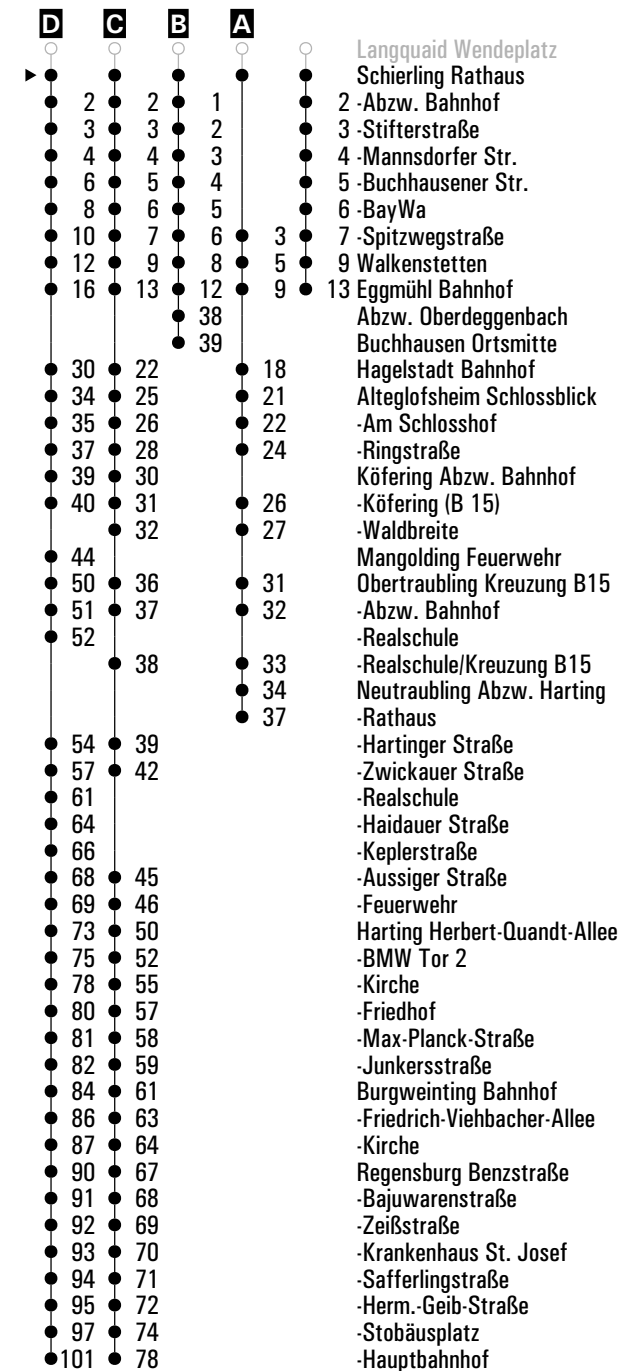 D C B A
Langquaid Wendeplatz
Schierling Rathaus
2 2 1 2 -Abzw. Bahnhof
3 3 2 3 -Stifterstraße
4 4 3 4 -Mannsdorfer Str.
6 5 4 5 -Buchhausener Str.
8 6 5 6 -BayWa
10 7 6 3 7 -Spitzwegstraße
12 9 8 5 9 Walkenstetten
16 13 12 9 13 Eggmühl Bahnhof
38 Abzw. Oberdeggenbach
39 Buchhausen Ortsmitte
30 22 18 Hagelstadt Bahnhof
34 25 21 Alteglofsheim Schlossblick
35 26 22 -Am Schlosshof
37 28 24 -Ringstraße
39 30 Köfering Abzw. Bahnhof
40 31 26 -Köfering (B 15)
32 27 -Waldbreite
44 Mangolding Feuerwehr
50 36 31 Obertraubling Kreuzung B15
51 37 32 -Abzw. Bahnhof
52 -Realschule
38 33 -Realschule/Kreuzung B15
34 Neutraubling Abzw. Harting
37 -Rathaus
54 39 -Hartinger Straße
57 42 -Zwickauer Straße
61 -Realschule
64 -Haidauer Straße
66 -Keplerstraße
68 45 -Aussiger Straße
69 46 -Feuerwehr
73 50 Harting Herbert-Quandt-Allee
75 52 -BMW Tor 2
78 55 -Kirche
80 57 -Friedhof
81 58 -Max-Planck-Straße
82 59 -Junkersstraße
84 61 Burgweinting Bahnhof
86 63 -Friedrich-Viehbacher-Allee
87 64 -Kirche
90 67 Regensburg Benzstraße
91 68 -Bajuwarenstraße
92 69 -Zeißstraße
93 70 -Krankenhaus St. Josef
94 71 -Safferlingstraße
95 72 -Herm.-Geib-Straße
97 74 -Stobäusplatz
101 78 -Hauptbahnhof